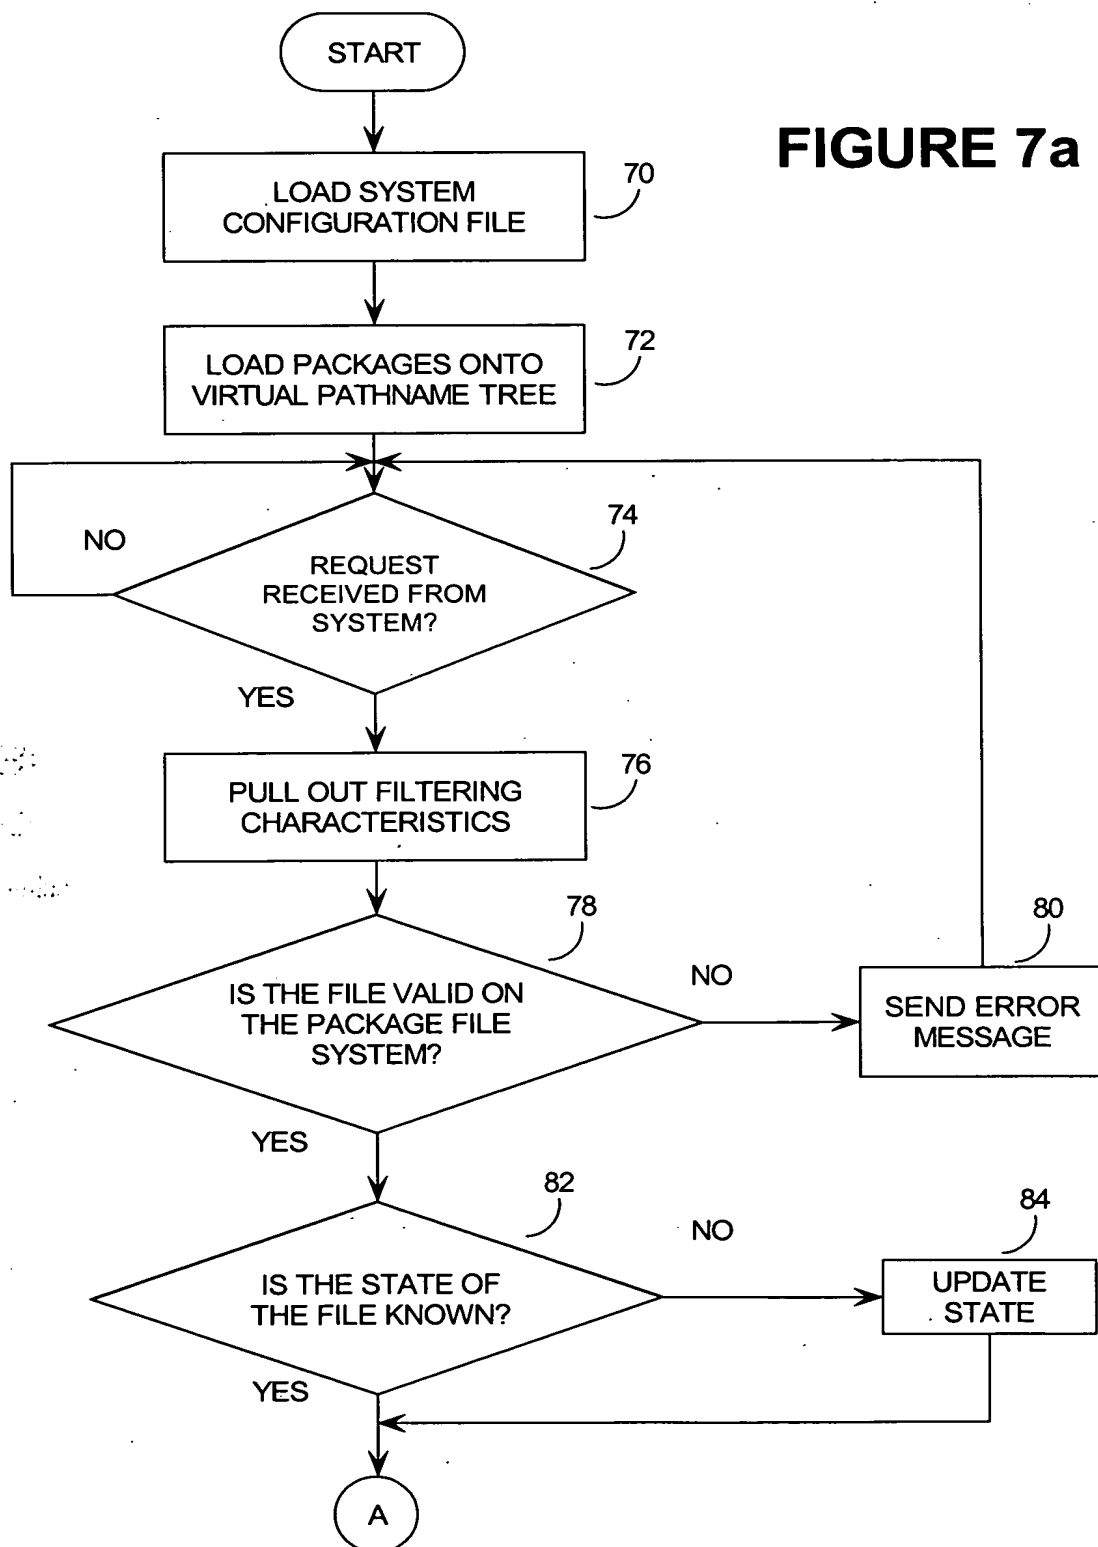 START
FIGURE 7a
LOAD SYSTEM
CONFIGURATION FILE
70
LOAD PACKAGES ONTO
VIRTUAL PATHNAME TREE
72
NO
74
REQUEST
RECEIVED FROM
SYSTEM?
YES
PULL OUT FILTERING
CHARACTERISTICS
76
78
IS THE FILE VALID ON
THE PACKAGE FILE
SYSTEM?
NO
80
SEND ERROR
MESSAGE
YES
82
IS THE STATE OF
THE FILE KNOWN?
NO
84
UPDATE
STATE
YES
A